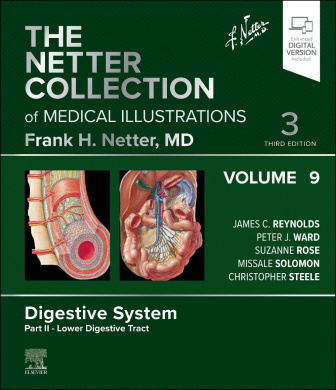 THE
NETTER
COLLECTION
of MEDICAL ILLUSTRATIONS
Frank H. Netter, MD
Enhanced
DIGITAL
VERSION
Included
3
THIRD EDITION
VOLUME 9
JAMES C. REYNOLDS
PETER J. WARD
SUZANNE ROSE
MISSALE SOLOMON
CHRISTOPHER STEELE
Digestive System
Part II - Lower Digestive Tract
ELSEVIER